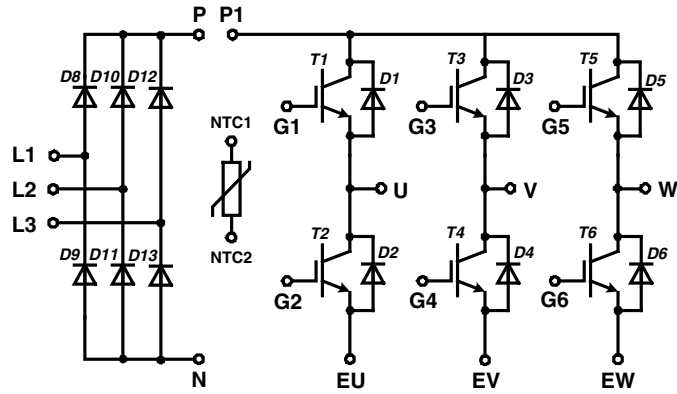 P P1
D8 D10 D12
T1 D1 T3 D3 T5 D5
G1 G3 G5
NTC1
L1
L2
L3
U V W
NTC2
D9 D11 D13
T2 D2 T4 D4 T6 D6
G2 G4 G6
N EU EV EW